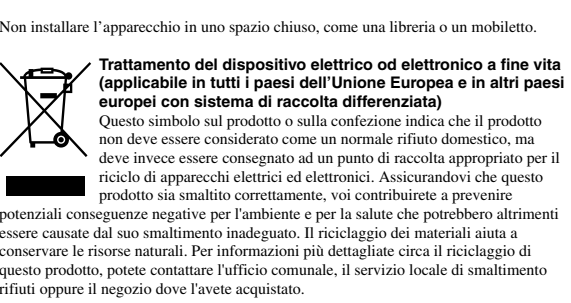 Non installare l’apparecchio in uno spazio chiuso, come una libreria o un mobiletto.
Trattamento del dispositivo elettrico od elettronico a fine vita
(applicabile in tutti i paesi dell’Unione Europea e in altri paesi
europei con sistema di raccolta differenziata)
Questo simbolo sul prodotto o sulla confezione indica che il prodotto
non deve essere considerato come un normale rifiuto domestico, ma
deve invece essere consegnato ad un punto di raccolta appropriato per il
riciclo di apparecchi elettrici ed elettronici. Assicurandovi che questo
prodotto sia smaltito correttamente, voi contribuirete a prevenire
potenziali conseguenze negative per l'ambiente e per la salute che potrebbero altrimenti
essere causate dal suo smaltimento inadeguato. Il riciclaggio dei materiali aiuta a
conservare le risorse naturali. Per informazioni più dettagliate circa il riciclaggio di
questo prodotto, potete contattare l'ufficio comunale, il servizio locale di smaltimento
rifiuti oppure il negozio dove l'avete acquistato.